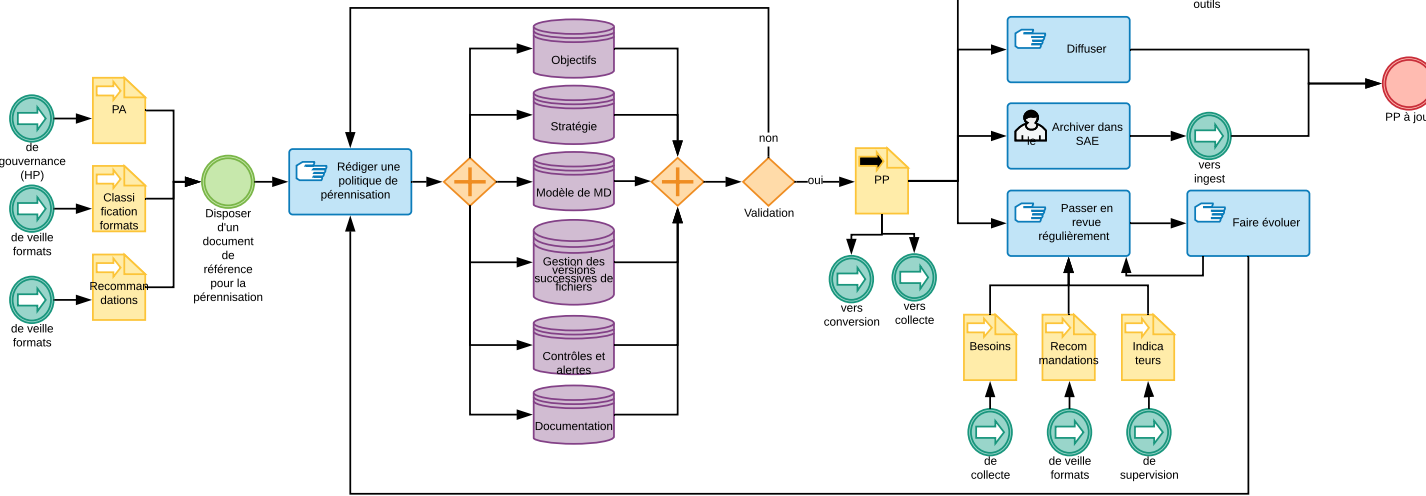 outils
PA
de
gouvernance
(HP)
Classi
fication
formats
de veille
formats
Recomman
dations
de veille
formats
Disposer
d'un
document
de
référence
pour la
pérennisation
Rédiger une
politique de
pérennisation
Objectifs
Stratégie
Modèle de MD
Gestion des
versions
successives de
fichiers
Contrôles et
alertes
Documentation
non
Validation
oui
PP
vers
conversion
vers
collecte
Diffuser
Archiver dans
le SAE
vers
ingest
PP à jou
Passer en
revue
régulièrement
Faire évoluer
Besoins
Recom
mandations
Indica
teurs
de
collecte
de veille
formats
de
supervision